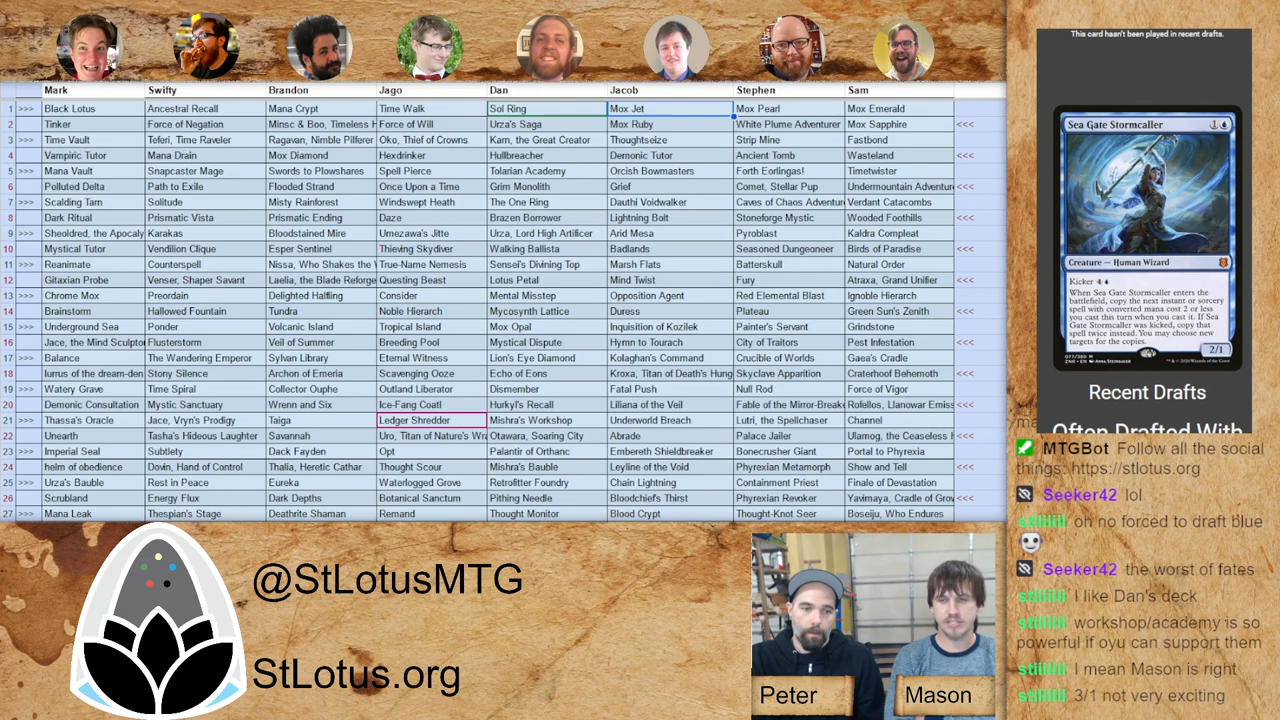 Mark Swifty Brandon Jago Dan Jacob Stephen Sam
1 >>> Black Lotus Ancestral Recall Mana Crypt Time Walk Sol Ring Mox Jet Mox Pearl Mox Emerald
2 Tinker Force of Negation Minsc & Boo, Timeless H Force of Will Urza's Saga Mox Ruby White Plume Adventurer Mox Sapphire <<<
3 >>> Time Vault Teferi, Time Raveler Ragavan, Nimble Pilferer Oko, Thief of Crowns Karn, the Great Creator Thoughtseize Strip Mine Fastbond
4 Vampiric Tutor Mana Drain Mox Diamond Hexdrinker Hullbreacher Demonic Tutor Ancient Tomb Wasteland <<<
5 >>> Mana Vault Snapcaster Mage Swords to Plowshares Spell Pierce Tolarian Academy Orcish Bowmasters Forth Eorlingas! Timetwister
6 Polluted Delta Path to Exile Flooded Strand Once Upon a Time Grim Monolith Grief Comet, Stellar Pup Undermountain Adventure <<<
7 >>> Scalding Tarn Solitude Misty Rainforest Windswept Heath The One Ring Dauthi Voidwalker Caves of Chaos Adventur Verdant Catacombs
8 Dark Ritual Prismatic Vista Prismatic Ending Daze Brazen Borrower Lightning Bolt Stoneforge Mystic Wooded Foothills <<<
9 >>> Sheoldred, the Apocaly Karakas Bloodstained Mire Umezawa's Jitte Urza, Lord High Artificer Arid Mesa Pyroblast Kaldra Compleat
10 Mystical Tutor Vendilion Clique Esper Sentinel Thieving Skydiver Walking Ballista Badlands Seasoned Dungeoneer Birds of Paradise <<<
11 >>> Reanimate Counterspell Nissa, Who Shakes the W True-Name Nemesis Sensei's Divining Top Marsh Flats Batterskull Natural Order
12 Gitaxian Probe Venser, Shaper Savant Laelia, the Blade Reforge Questing Beast Lotus Petal Mind Twist Fury Atraxa, Grand Unifier <<<
13 >>> Chrome Mox Preordain Delighted Halfling Consider Mental Misstep Opposition Agent Red Elemental Blast Ignoble Hierarch
14 Brainstorm Hallowed Fountain Tundra Noble Hierarch Mycosynth Lattice Duress Plateau Green Sun's Zenith <<<
15 >>> Underground Sea Ponder Volcanic Island Tropical Island Mox Opal Inquisition of Kozilek Painter's Servant Grindstone
16 Jace, the Mind Sculptor Flusterstorm Veil of Summer Breeding Pool Mystic Dispute Hymn to Tourach City of Traitors Pest Infestation <<<
17 >>> Balance The Wandering Emperor Sylvan Library Eternal Witness Lion's Eye Diamond Kolaghan's Command Crucible of Worlds Gaea's Cradle
18 lurrus of the dream-den Stony Silence Archon of Emeria Scavenging Ooze Echo of Eons Kroxa, Titan of Death's Hung Skyclave Apparition Craterhoof Behemoth <<<
19 >>> Watery Grave Time Spiral Collector Ouphe Outland Liberator Dismember Fatal Push Null Rod Force of Vigor
20 Demonic Consultation Mystic Sanctuary Wrenn and Six Ice-Fang Coatl Hurkyl's Recall Liliana of the Veil Fable of the Mirror-Breake Rofellos, Llanowar Emiss <<<
21 >>> Thassa's Oracle Jace, Vryn's Prodigy Taiga Ledger Shredder Mishra's Workshop Underworld Breach Lutri, the Spellchaser Channel
22 Unearth Tasha's Hideous Laughter Savannah Uro, Titan of Nature's Wra Otawara, Soaring City Abrade Palace Jailer Ulamog, the Ceaseless H <<<
23 >>> Imperial Seal Subtlety Dack Fayden Opt Palantir of Orthanc Embereth Shieldbreaker Bonecrusher Giant Portal to Phyrexia
24 helm of obedience Dovin, Hand of Control Thalia, Heretic Cathar Thought Scour Mishra's Bauble Leyline of the Void Phyrexian Metamorph Show and Tell <<<
25 >>> Urza's Bauble Rest in Peace Eureka Waterlogged Grove Retrofitter Foundry Chain Lightning Containment Priest Finale of Devastation
26 Scrubland Energy Flux Dark Depths Botanical Sanctum Pithing Needle Bloodchief's Thirst Phyrexian Revoker Yavimaya, Cradle of Grov <<<
27 >>> Mana Leak Thespian's Stage Deathrite Shaman Remand Thought Monitor Blood Crypt Thought-Knot Seer Boseiju, Who Endures
@StLotusMTG
StLotus.org
Peter
Mason
This card hasn't been played in recent drafts.
Sea Gate Stormcaller 1
Creature — Human Wizard
Kicker 4
When Sea Gate Stormcaller enters the
battlefield, copy the next instant or sorcery
spell with converted mana cost 2 or less
you cast this turn when you cast it. If Sea
Gate Stormcaller was kicked, copy that
spell twice instead. You may choose new
targets for the copies.
2/1
Recent Drafts
Often Drafted With
MTGBot Follow all the social
things: https://stlotus.org
Seeker42 lol
stiiiiiii oh no forced to draft blue
Seeker42 the worst of fates
stiiiiiii I like Dan's deck
stiiiiiii workshop/academy is so
powerful if oyu can support them
stiiiiiii I mean Mason is right
stiiiiiii 3/1 not very exciting